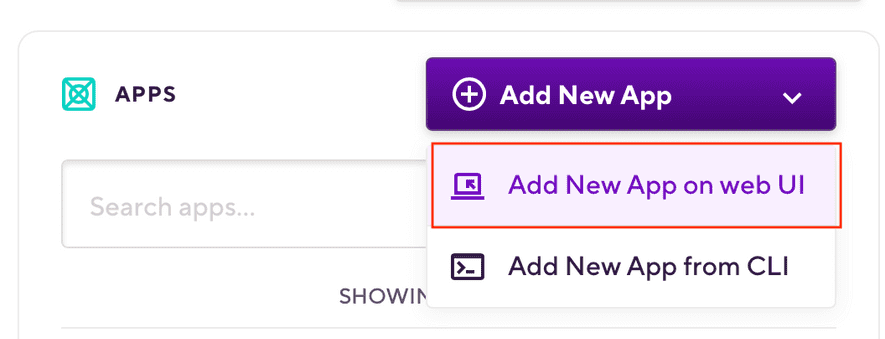 APPS
Add New App
Add New App on web UI
Search apps...
Add New App from CLI
SHOWIN